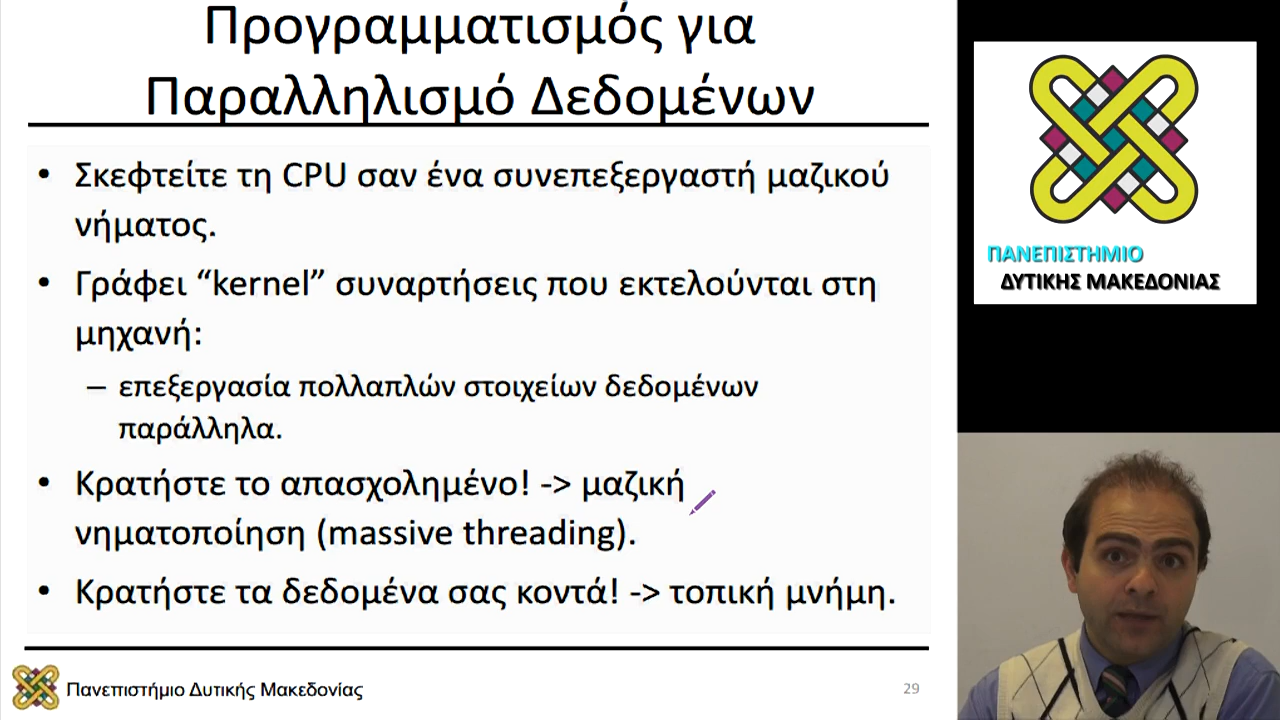 Προγραμματισμός για
Παραλληλισμό Δεδομένων
• Σκεφτείτε τη CPU σαν ένα συνεπεξεργαστή μαζικού
νήματος.
• Γράφει “kernel” συναρτήσεις που εκτελούνται στη
μηχανή:
– επεξεργασία πολλαπλών στοιχείων δεδομένων
παράλληλα.
• Κρατήστε το απασχολημένο! -> μαζική
νηματοποίηση (massive threading).
• Κρατήστε τα δεδομένα σας κοντά! -> τοπική μνήμη.
Πανεπιστήμιο Δυτικής Μακεδονίας
29
ΠΑΝΕΠΙΣΤΗΜΙΟ
ΔΥΤΙΚΗΣ ΜΑΚΕΔΟΝΙΑΣ